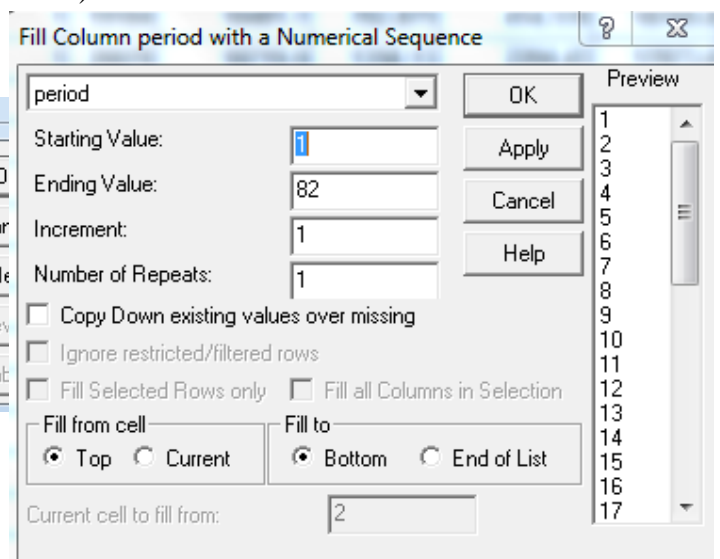 Fill Column period with a Numerical Sequence
period
OK
Preview
Starting Value:
1
Apply
Ending Value:
82
Cancel
Increment:
1
Help
Number of Repeats:
1
Copy Down existing values over missing
Ignore restricted/filtered rows
Fill Selected Rows only
Fill all Columns in Selection
Fill from cell
Top
Current
Fill to
Bottom
End of List
Current cell to fill from:
2
1
2
3
4
5
6
7
8
9
10
11
12
13
14
15
16
17